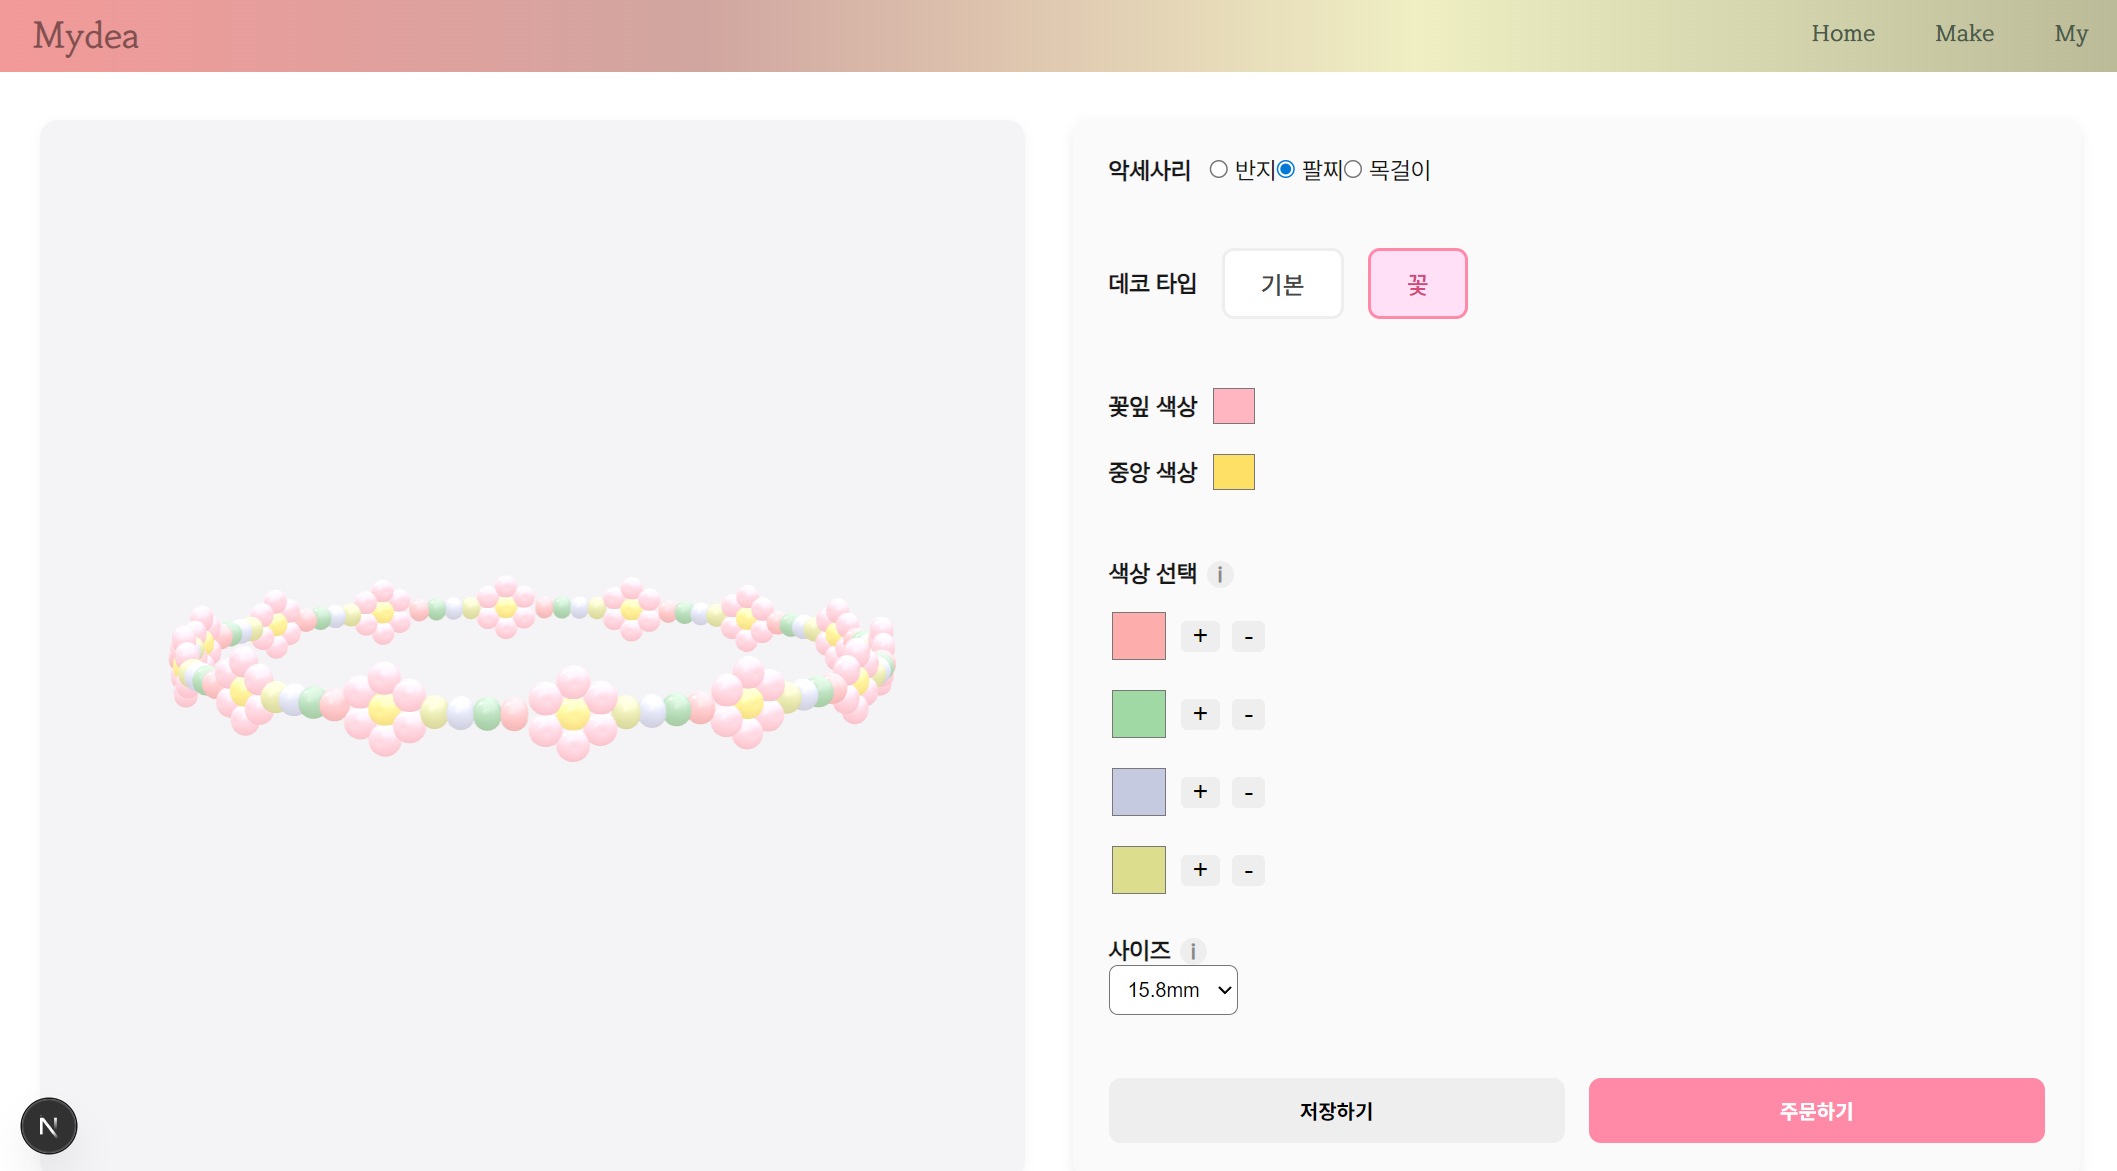 Mydea Home Make My
악세사리 반지 팔찌 목걸이
데코 타입 기본 꽃
꽃잎 색상
중앙 색상
색상 선택 i
+ -
+ -
+ -
+ -
사이즈 i
15.8mm
저장하기 주문하기
N